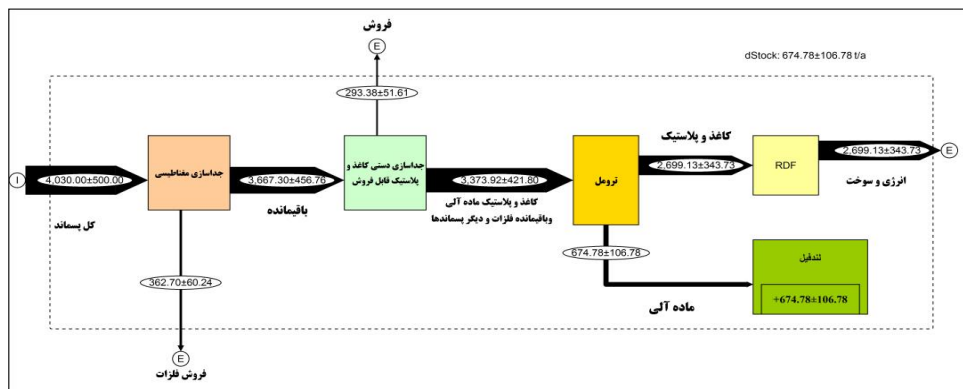 فروش
E
dStock: 674.78±106.78 t/a
293.38±51.61
کاغذ و پلاستیک
I
4,030.00±500.00
جداسازی مغناطیسی
3,667.30±456.76
جداسازی دستی کاغذ و
پلاستیک قابل فروش
3,373.92±421.80
ترومل
2,699.13±343.73
RDF
2,699.13±343.73
E
کل پسماند
باقیمانده
کاغذ و پلاستیک ماده آلی
وباقیمانده فلزات و دیگر پسماندها
انرژی و سوخت
674.78±106.78
لندفیل
+674.78±106.78
362.70±60.24
ماده آلی
E
فروش فلزات